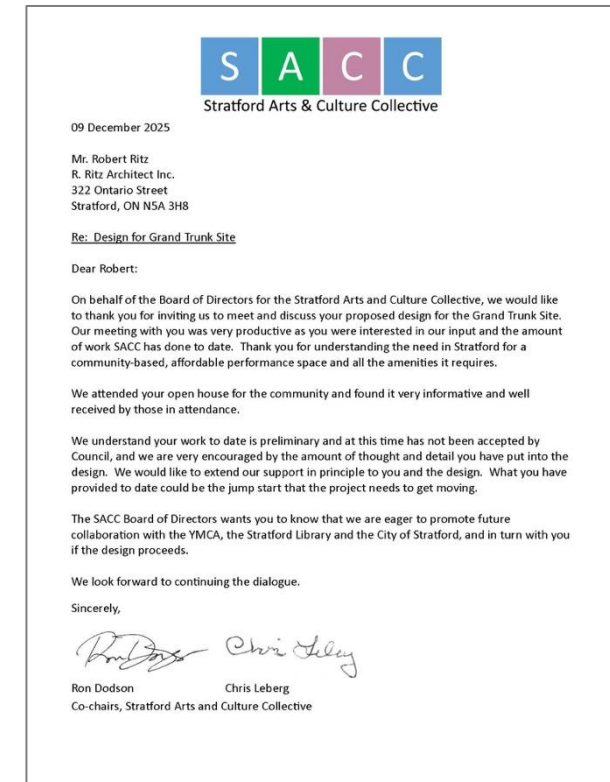 S A C C
Stratford Arts & Culture Collective
09 December 2025
Mr. Robert Ritz
R. Ritz Architect Inc.
322 Ontario Street
Stratford, ON N5A 3H8
Re:  Design for Grand Trunk Site
Dear Robert:
On behalf of the Board of Directors for the Stratford Arts and Culture Collective, we would like
to thank you for inviting us to meet and discuss your proposed design for the Grand Trunk Site.
Our meeting with you was very productive as you were interested in our input and the amount
of work SACC has done to date.  Thank you for understanding the need in Stratford for a
community-based, affordable performance space and all the amenities it requires.
We attended your open house for the community and found it very informative and well
received by those in attendance.
We understand your work to date is preliminary and at this time has not been accepted by
Council, and we are very encouraged by the amount of thought and detail you have put into the
design.  We would like to extend our support in principle to you and the design.  What you have
provided to date could be the jump start that the project needs to get moving.
The SACC Board of Directors wants you to know that we are eager to promote future
collaboration with the YMCA, the Stratford Library and the City of Stratford, and in turn with you
if the design proceeds.
We look forward to continuing the dialogue.
Sincerely,
Ron Dodson Chris Leberg
Co-chairs, Stratford Arts and Culture Collective